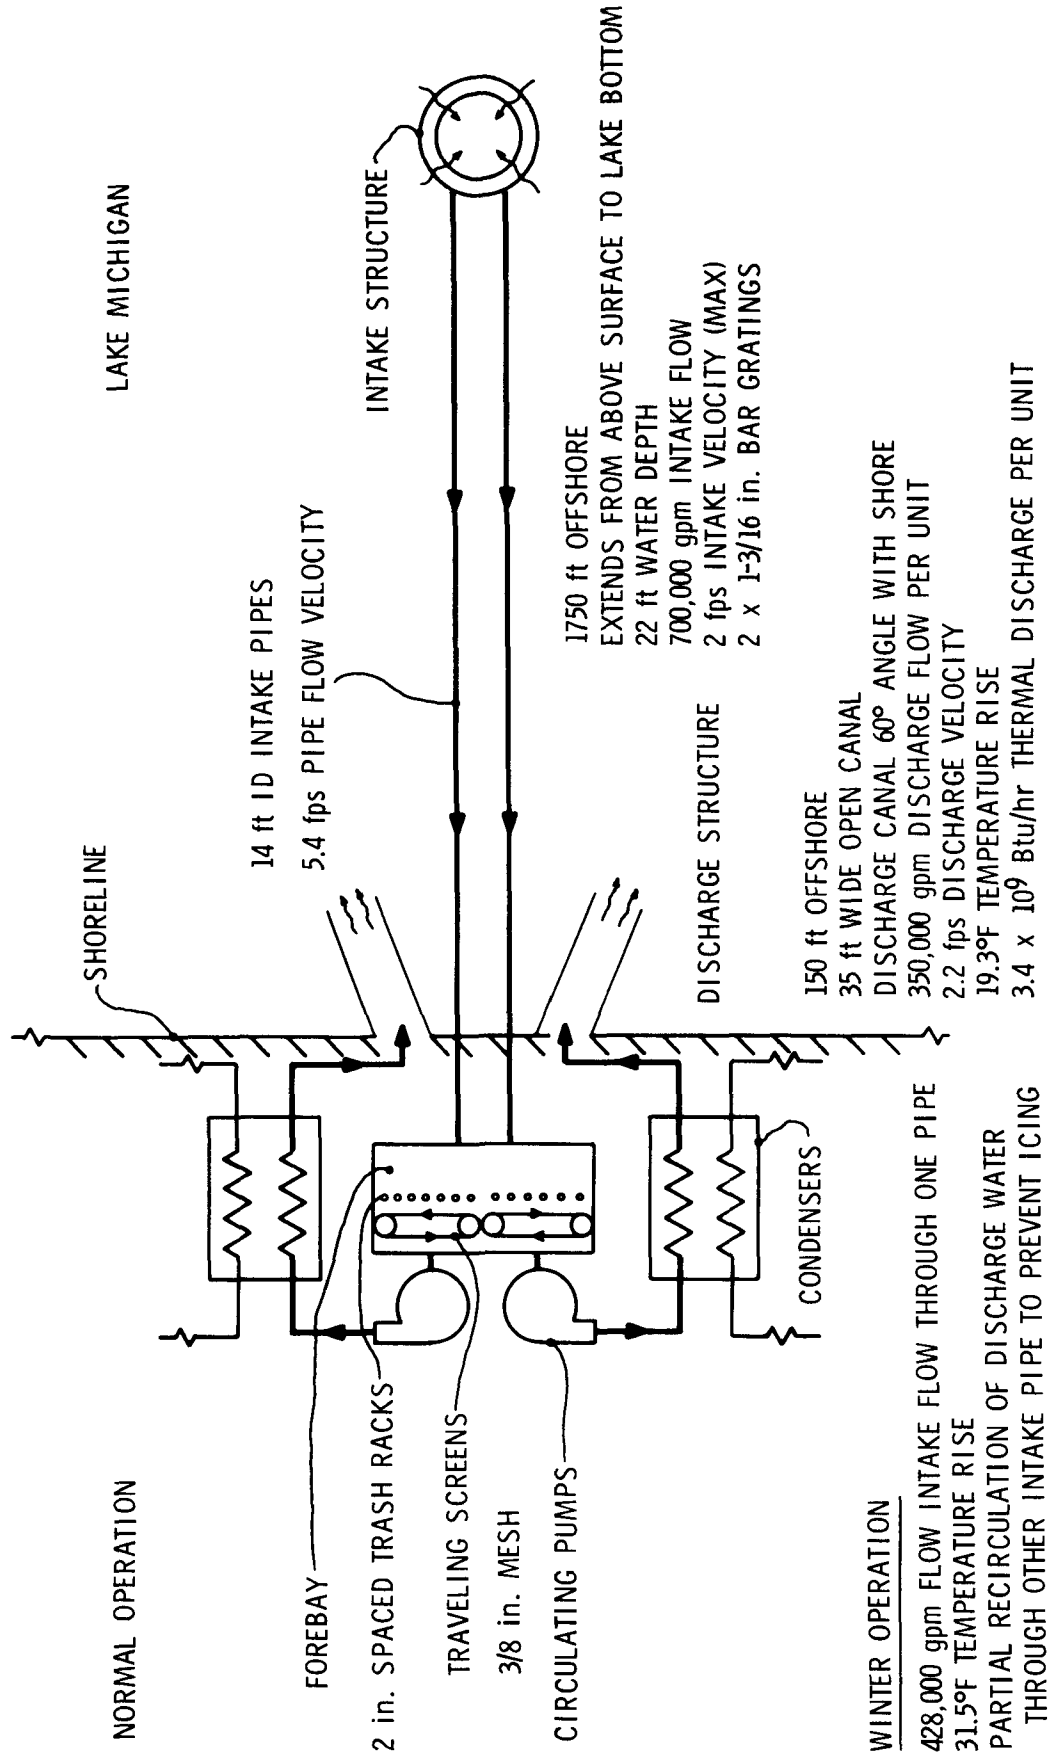 NORMAL OPERATION
LAKE MICHIGAN
SHORELINE
14 ft ID INTAKE PIPES
5.4 fps PIPE FLOW VELOCITY
INTAKE STRUCTURE
FOREBAY
2 in. SPACED TRASH RACKS
TRAVELING SCREENS
3/8 in. MESH
CIRCULATING PUMPS
CONDENSERS
1750 ft OFFSHORE
EXTENDS FROM ABOVE SURFACE TO LAKE BOTTOM
22 ft WATER DEPTH
700,000 gpm INTAKE FLOW
2 fps INTAKE VELOCITY (MAX)
2 x 1-3/16 in. BAR GRATINGS
DISCHARGE STRUCTURE
150 ft OFFSHORE
35 ft WIDE OPEN CANAL
DISCHARGE CANAL 60° ANGLE WITH SHORE
350,000 gpm DISCHARGE FLOW PER UNIT
2.2 fps DISCHARGE VELOCITY
19.3°F TEMPERATURE RISE
3.4 x 10⁹ Btu/hr THERMAL DISCHARGE PER UNIT
WINTER OPERATION
428,000 gpm FLOW INTAKE FLOW THROUGH ONE PIPE
31.5°F TEMPERATURE RISE
PARTIAL RECIRCULATION OF DISCHARGE WATER
THROUGH OTHER INTAKE PIPE TO PREVENT ICING